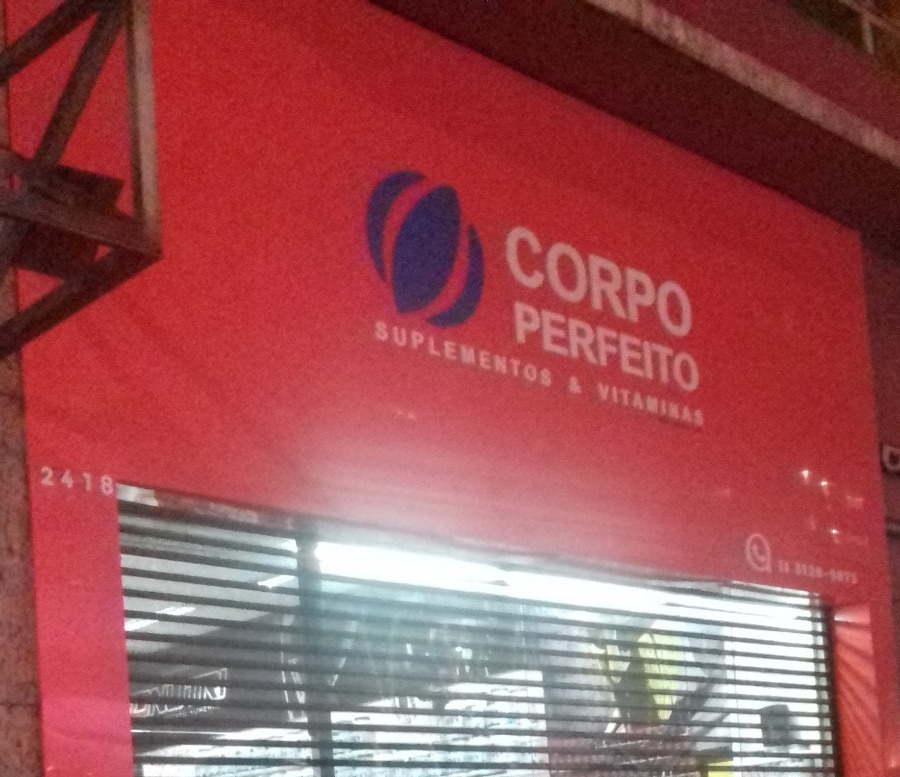 CORPO
PERFEITO
SUPLEMENTOS & VITAMINAS
2418